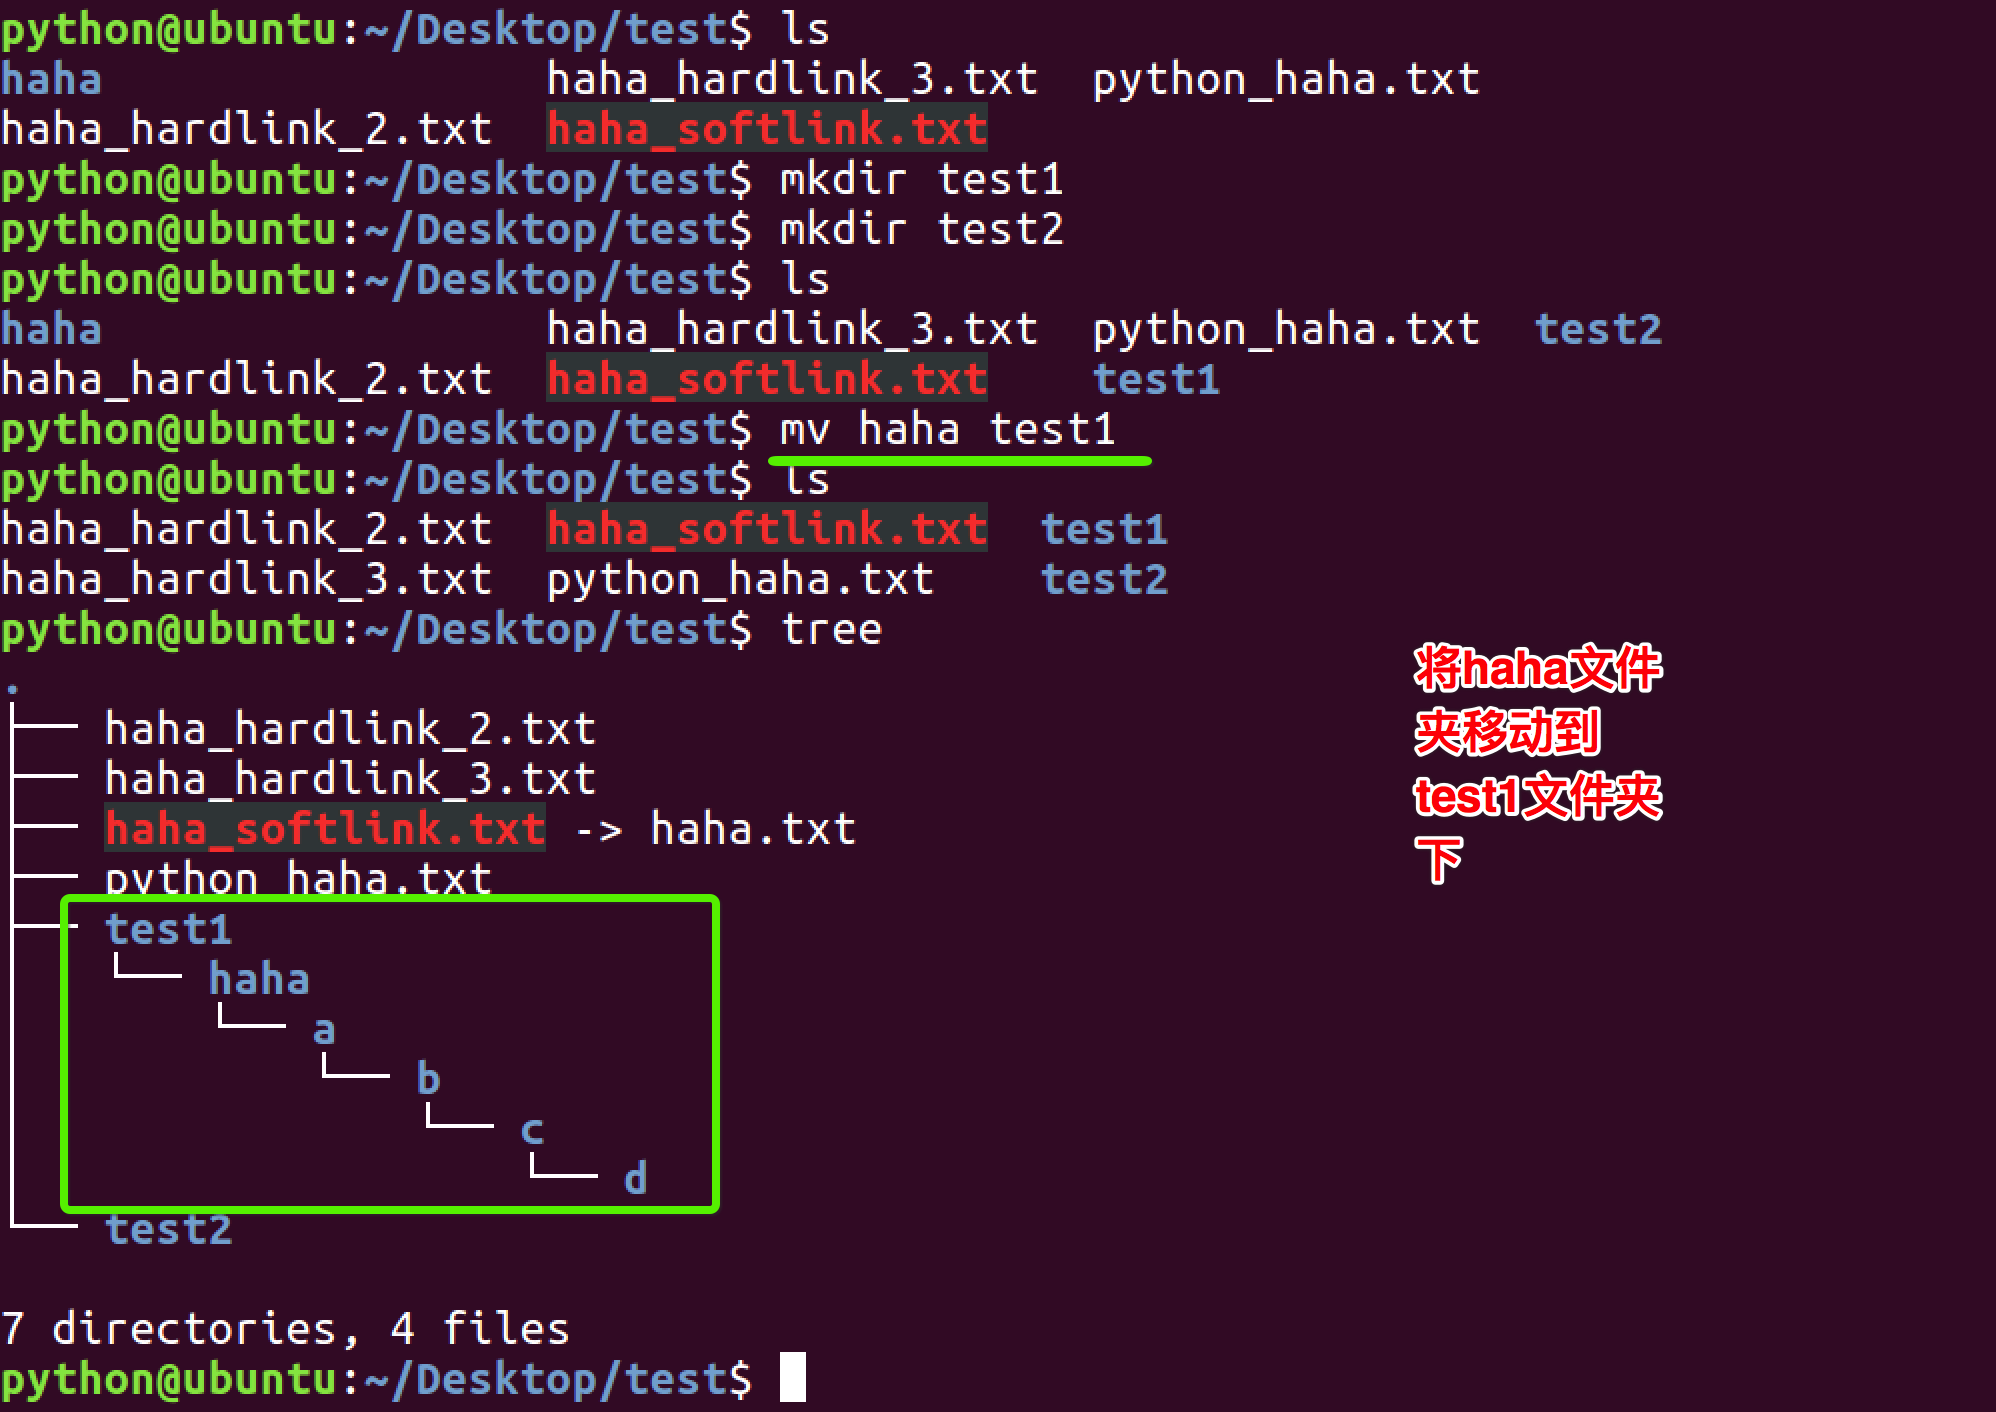 python@ubuntu:~/Desktop/test$ ls
haha haha_hardlink_3.txt python_haha.txt
haha_hardlink_2.txt haha_softlink.txt
python@ubuntu:~/Desktop/test$ mkdir test1
python@ubuntu:~/Desktop/test$ mkdir test2
python@ubuntu:~/Desktop/test$ ls
haha haha_hardlink_3.txt python_haha.txt test2
haha_hardlink_2.txt haha_softlink.txt test1
python@ubuntu:~/Desktop/test$ mv haha test1
python@ubuntu:~/Desktop/test$ ls
haha_hardlink_2.txt haha_softlink.txt test1
haha_hardlink_3.txt python_haha.txt test2
python@ubuntu:~/Desktop/test$ tree
.
├── haha_hardlink_2.txt
├── haha_hardlink_3.txt
├── haha_softlink.txt -> haha.txt
├── python_haha.txt
├── test1
│   └── haha
│       └── a
│           └── b
│               └── c
│                   └── d
└── test2
7 directories, 4 files
python@ubuntu:~/Desktop/test$
将haha文件
夹移动到
test1文件夹
下